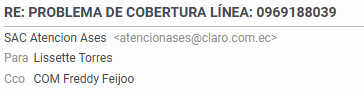 RE: PROBLEMA DE COBERTURA LÍNEA: 0969188039
SAC Atencion Ases <atencionases@claro.com.ec>
Para Lissette Torres
Cco COM Freddy Feijoo